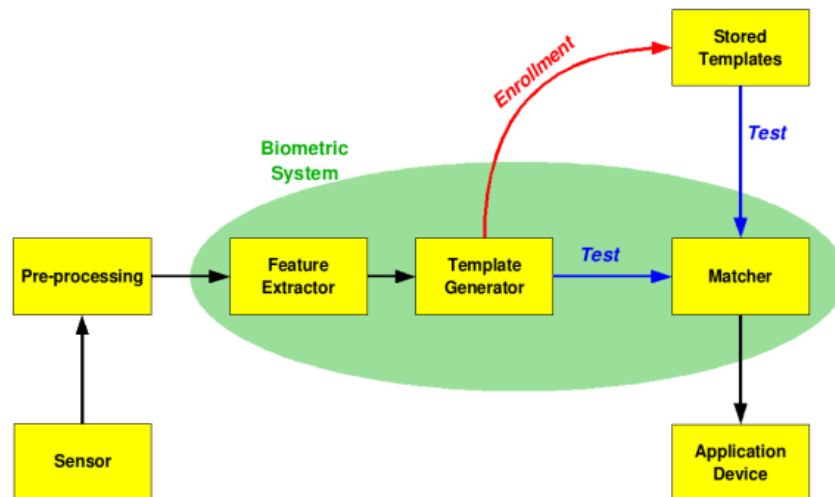 Stored
Templates
Enrollment
Test
Biometric
System
Pre-processing
Feature
Extractor
Template
Generator
Test
Matcher
Sensor
Application
Device